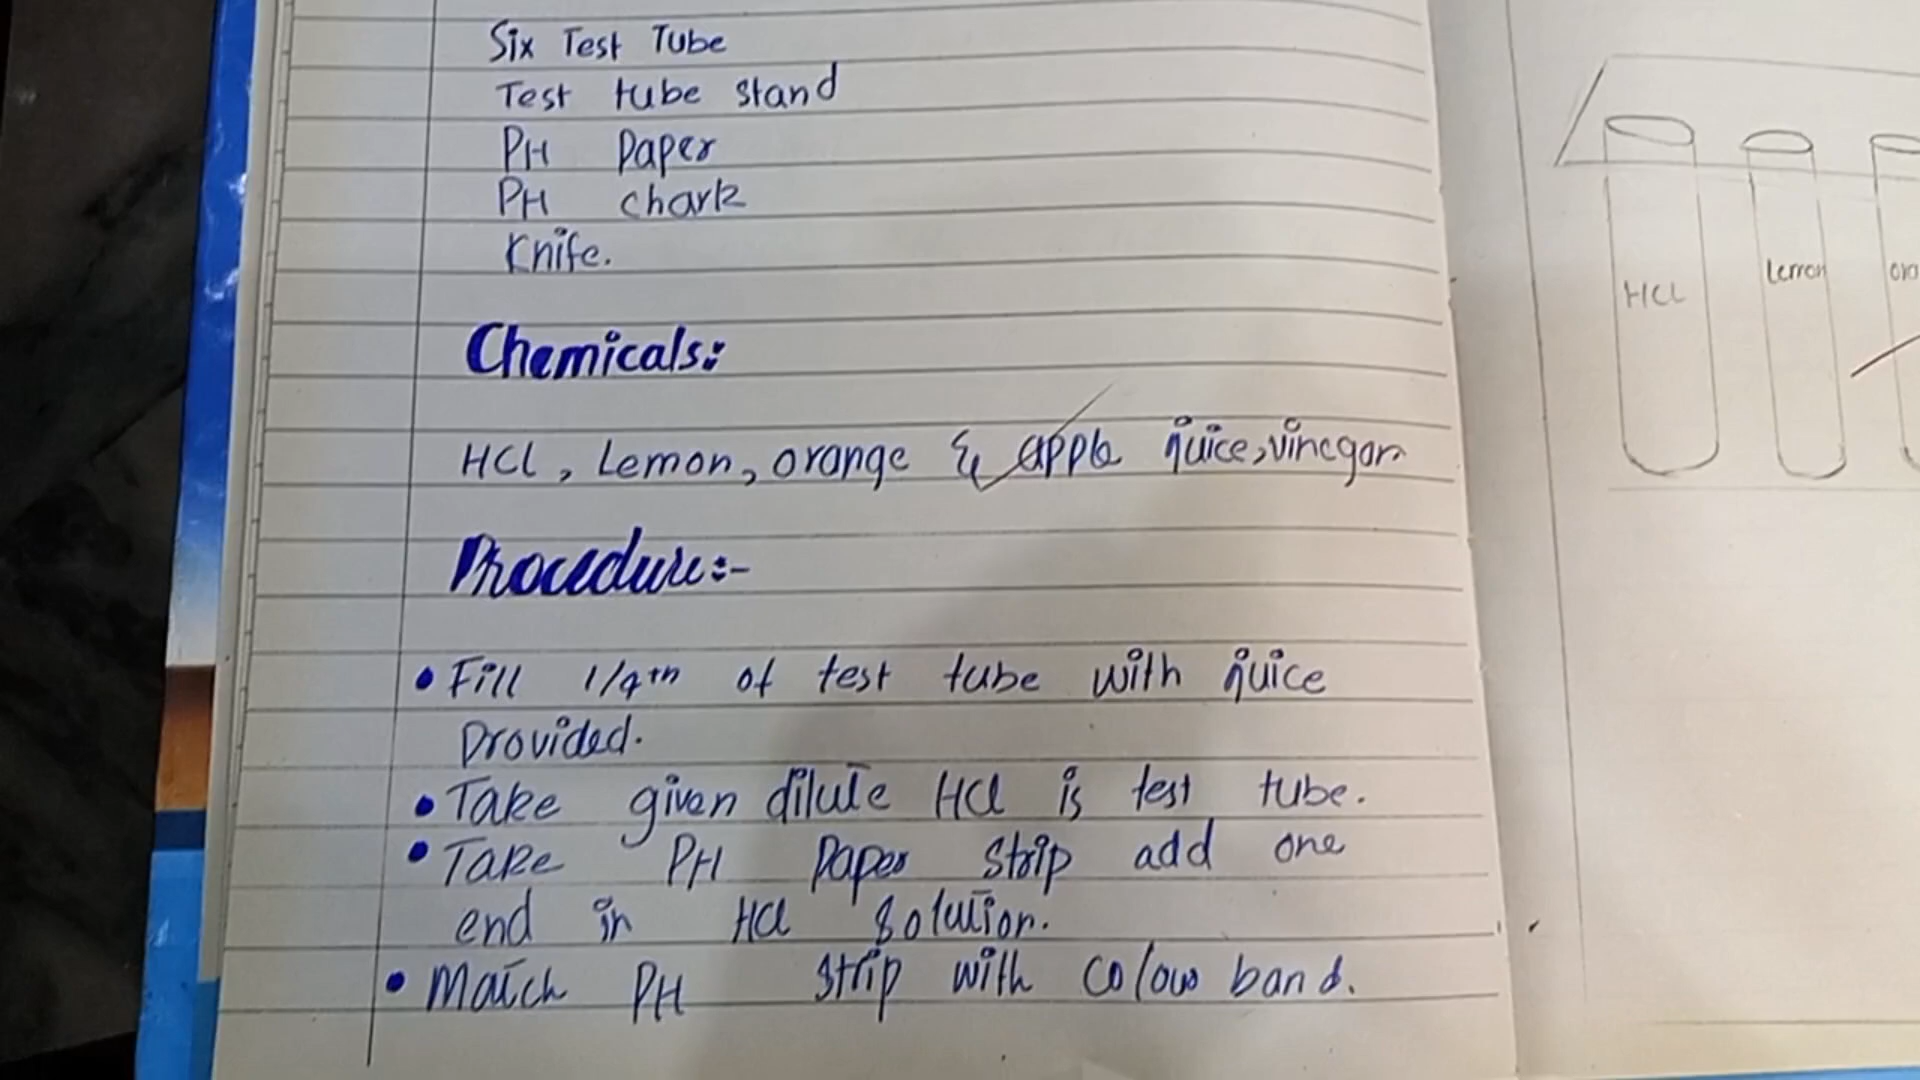 Six Test Tube
Test tube stand
PH Paper
PH chark
Knife.
Chemicals:
HCl, Lemon, orange & apple juice, vinegar
Procedure:-
• Fill 1/4th of test tube with juice
Provided.
• Take given dilute HCl is test tube.
• Take PH Paper Strip add one
end in HCl Solution.
• Match PH Strip with Colour band.
HCl
Lemon
ora